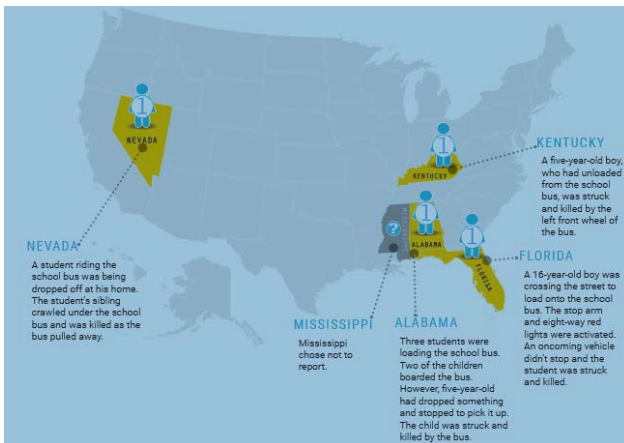 1
NEVADA
1
KENTUCKY
KENTUCKY
A five-year-old boy,
who had unloaded
from the school
bus, was struck
and killed by the
left front wheel of
the bus.
MISSISSIPPI
?
1
ALABAMA
1
FLORIDA
NEVADA
A student riding the
school bus was being
dropped off at his home.
The student's sibling
crawled under the school
bus and was killed as the
bus pulled away.
MISSISSIPPI
Mississippi
chose not to
report.
ALABAMA
Three students were
loading the school bus.
Two of the children
boarded the bus.
However, five-year-old
had dropped something
and stopped to pick it up.
The child was struck and
killed by the bus.
FLORIDA
A 16-year-old boy was
crossing the street to
load onto the school
bus. The stop arm
and eight-way red
lights were activated.
An oncoming vehicle
didn't stop and the
student was struck
and killed.